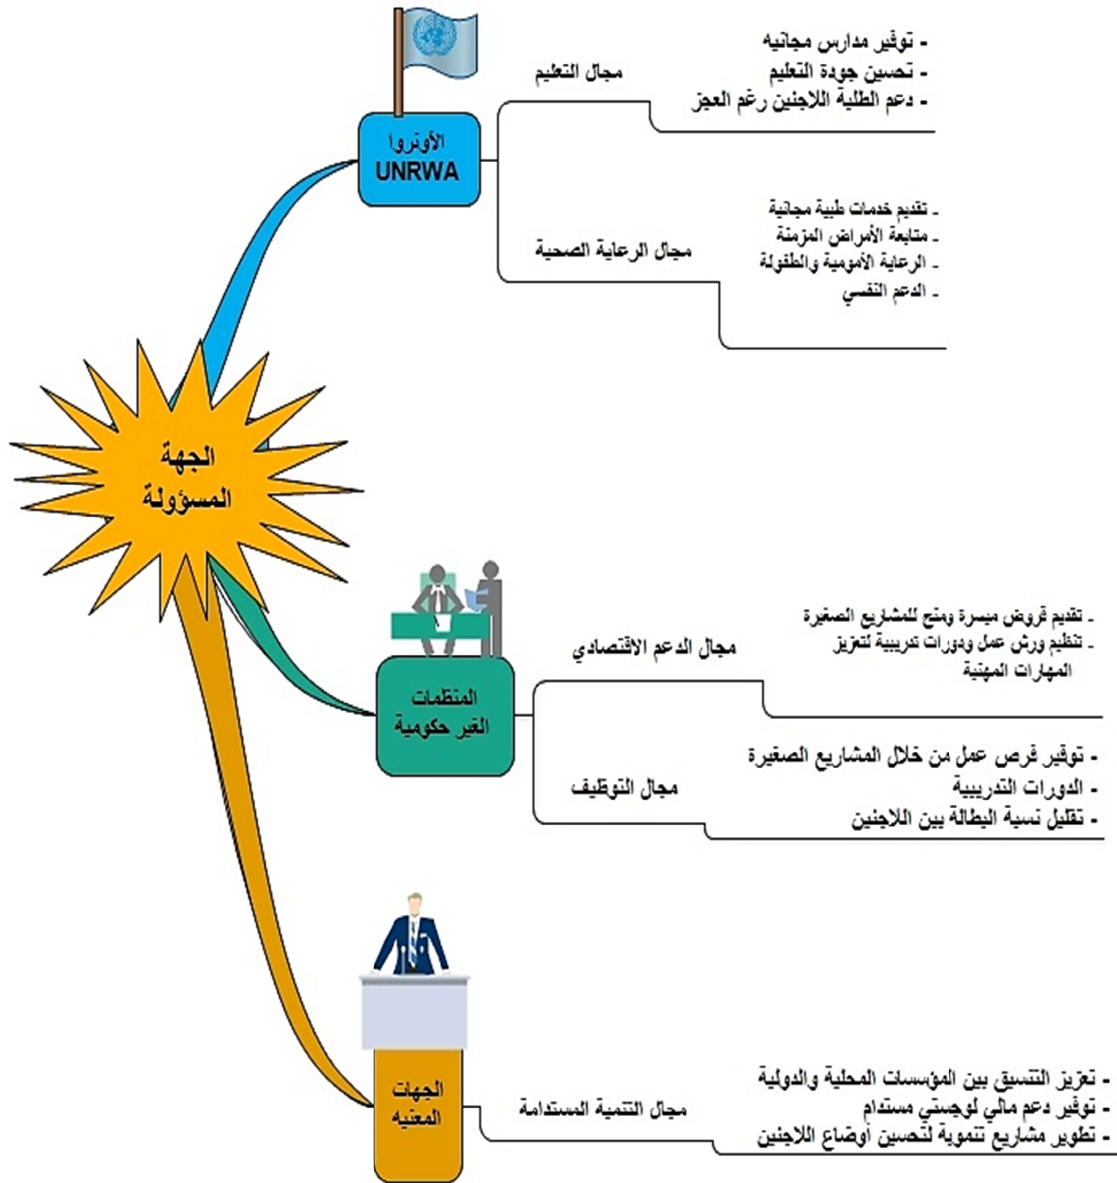 الجهة
المسؤولة
الأونروا
UNRWA
مجال التعليم
- توفير مدارس مجانيه
- تحسين جودة التعليم
- دعم الطلبة اللاجئين رغم العجز
مجال الرعاية الصحية
- تقديم خدمات طبية مجانية
- متابعة الأمراض المزمنة
- الرعاية الأمومية والطفولة
- الدعم النفسي
المنظمات
الغير حكومية
مجال الدعم الاقتصادي
- تقديم قروض ميسرة ومنح للمشاريع الصغيرة
- تنظيم ورش عمل ودورات تدريبية لتعزيز
المهارات المهنية
مجال التوظيف
- توفير فرص عمل من خلال المشاريع الصغيرة
- الدورات التدريبية
- تقليل نسبة البطالة بين اللاجئين
الجهات
المعنيه
مجال التنمية المستدامة
- تعزيز التنسيق بين المؤسسات المحلية والدولية
- توفير دعم مالي لوجستي مستدام
- تطوير مشاريع تنموية لتحسين أوضاع اللاجئين